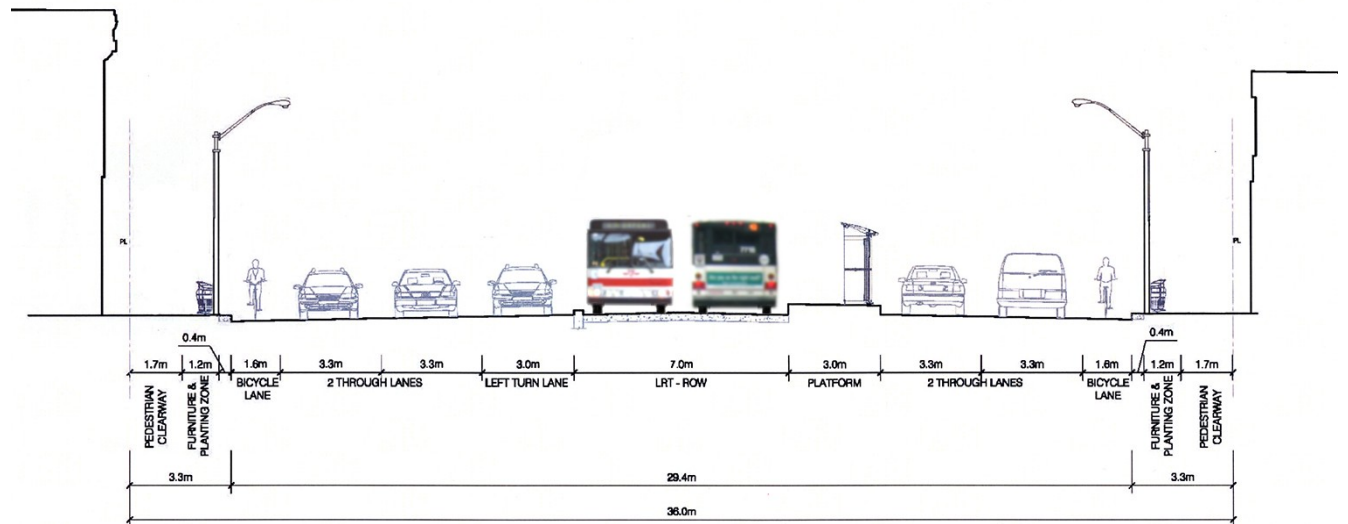 PL
PL
0.4m
0.4m
1.7m 1.2m 1.6m 3.3m 3.3m 3.0m 7.0m 3.0m 3.3m 3.3m 1.6m 1.2m 1.7m
PEDESTRIAN
CLEARWAY
FURNITURE &
PLANTING ZONE
BICYCLE
LANE
2 THROUGH LANES
LEFT TURN LANE
LRT - ROW
PLATFORM
2 THROUGH LANES
BICYCLE
LANE
FURNITURE &
PLANTING ZONE
PEDESTRIAN
CLEARWAY
3.3m 29.4m 3.3m
36.0m